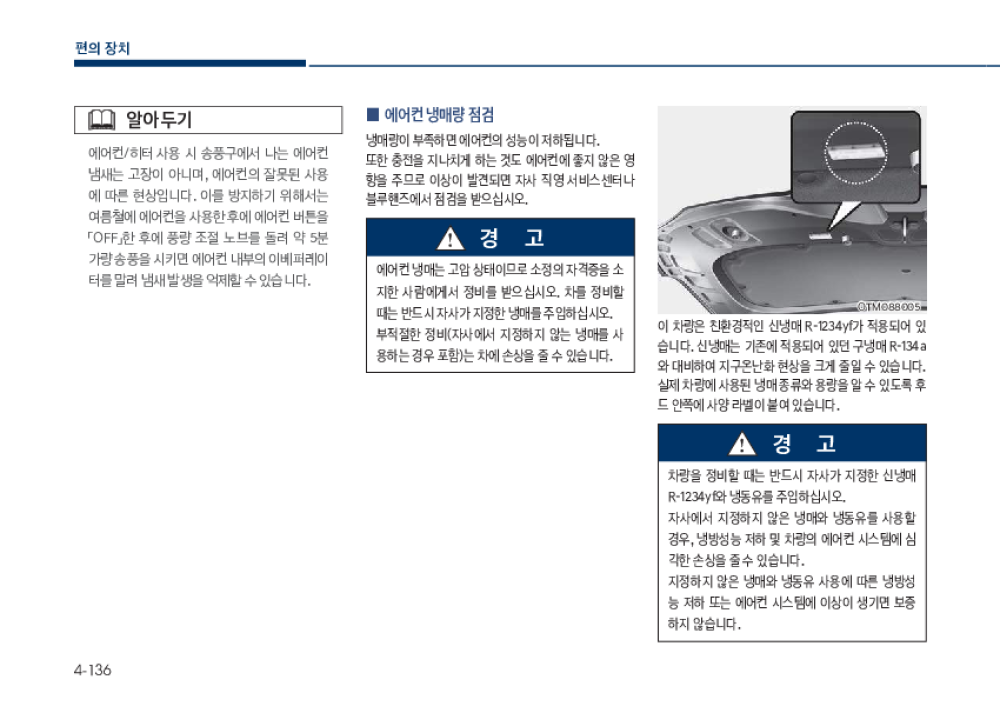 편의 장치
알아 두기
에어컨/히터 사용 시 송풍구에서 나는 에어컨
냄새는 고장이 아니며, 에어컨의 잘못된 사용
에 따른 현상입니다. 이를 방지하기 위해서는
여름철에 에어컨을 사용한 후에 에어컨 버튼을
「OFF」한 후에 풍량 조절 노브를 돌려 약 5분
가량 송풍을 시키면 에어컨 내부의 이베퍼레이
터를 말려 냄새 발생을 억제할 수 있습니다.
■ 에어컨 냉매량 점검
냉매량이 부족하면 에어컨의 성능이 저하됩니다.
또한 충전을 지나치게 하는 것도 에어컨에 좋지 않은 영
향을 주므로 이상이 발견되면 자사 직영 서비스센터나
블루핸즈에서 점검을 받으십시오.
경 고
에어컨 냉매는 고압 상태이므로 소정의 자격증을 소
지한 사람에게서 정비를 받으십시오. 차를 정비할
때는 반드시 자사가 지정한 냉매를 주입하십시오.
부적절한 정비(자사에서 지정하지 않는 냉매를 사
용하는 경우 포함)는 차에 손상을 줄 수 있습니다.
OTM088005
이 차량은 친환경적인 신냉매 R-1234yf가 적용되어 있
습니다. 신냉매는 기존에 적용되어 있던 구냉매 R-134a
와 대비하여 지구온난화 현상을 크게 줄일 수 있습니다.
실제 차량에 사용된 냉매 종류와 용량을 알 수 있도록 후
드 안쪽에 사양 라벨이 붙여 있습니다.
경 고
차량을 정비할 때는 반드시 자사가 지정한 신냉매
R-1234yf와 냉동유를 주입하십시오.
자사에서 지정하지 않은 냉매와 냉동유를 사용할
경우, 냉방성능 저하 및 차량의 에어컨 시스템에 심
각한 손상을 줄 수 있습니다.
지정하지 않은 냉매와 냉동유 사용에 따른 냉방성
능 저하 또는 에어컨 시스템에 이상이 생기면 보증
하지 않습니다.
4-136